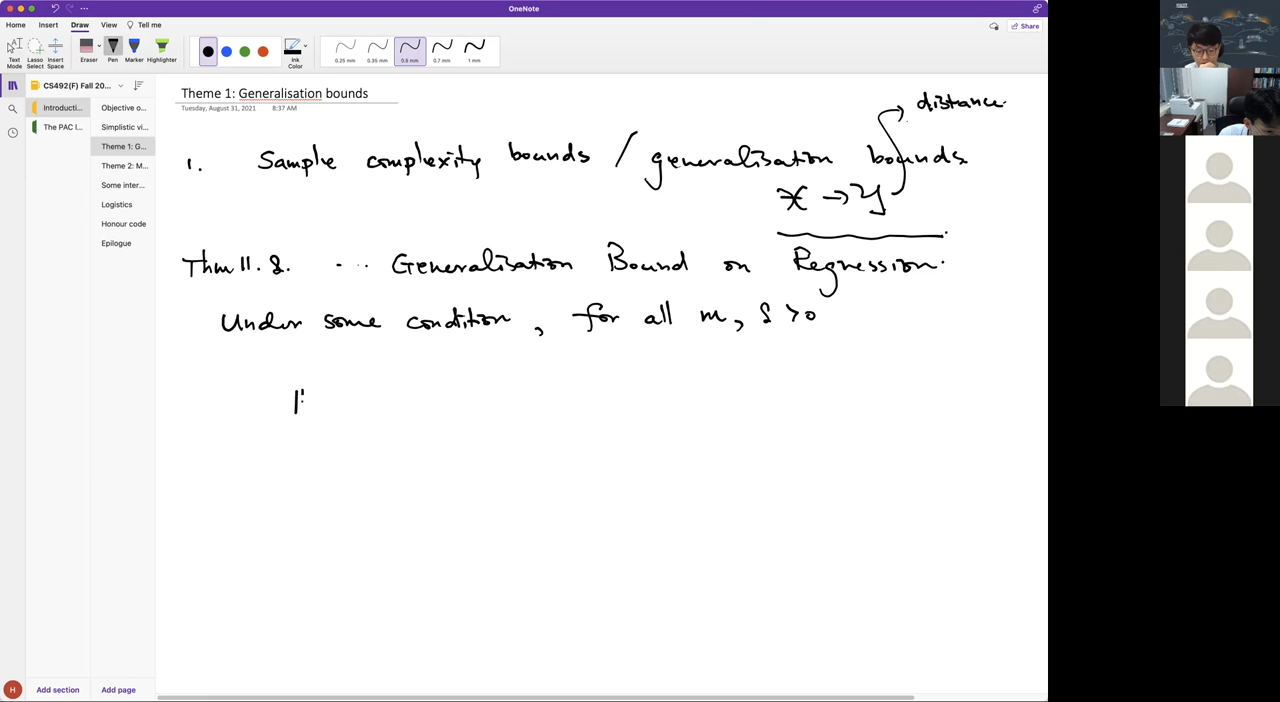 OneNote
Home Insert Draw View Tell me
Share
Text Mode
Lasso Select
Insert Space
Eraser
Pen
Marker
Highlighter
Ink Color
0.25 mm
0.35 mm
0.5 mm
0.7 mm
1 mm
CS492(F) Fall 20...
Introducti...
The PAC l...
Objective o...
Simplistic vi...
Theme 1: G...
Theme 2: M...
Some inter...
Logistics
Honour code
Epilogue
Theme 1: Generalisation bounds
Tuesday, August 31, 2021 8:37 AM
distance.
1. Sample complexity bounds / generalisation bounds
X → Y
Thm 11.8. ... Generalisation Bound on Regression.
Under some condition, for all m, δ > 0
H
Add section
Add page